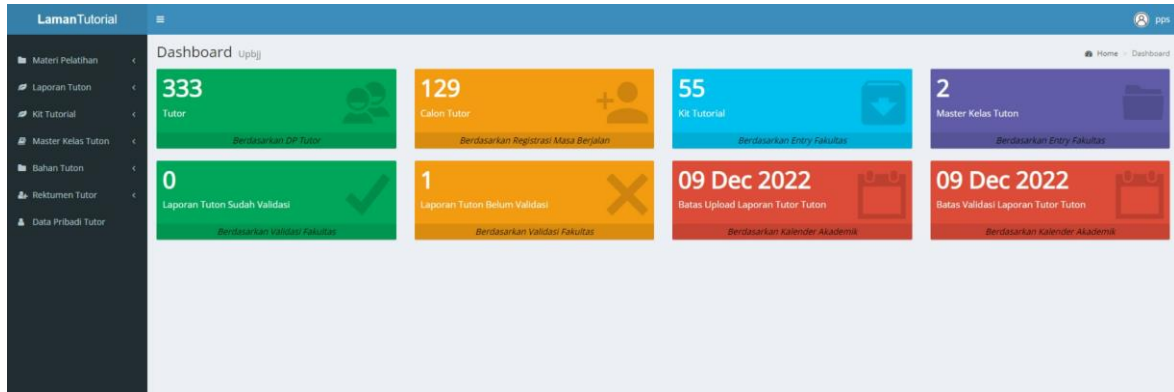 LamanTutorial
pps
Materi Pelatihan
Laporan Tuton
Kit Tutorial
Master Kelas Tuton
Bahan Tuton
Rektumen Tutor
Data Pribadi Tutor
Dashboard Upbjj
Home > Dashboard
333
Tutor
Berdasarkan DP Tutor
129
Calon Tutor
Berdasarkan Registrasi Masa Berjalan
55
Kit Tutorial
Berdasarkan Entry Fakultas
2
Master Kelas Tuton
Berdasarkan Entry Fakultas
0
Laporan Tuton Sudah Validasi
Berdasarkan Validasi Fakultas
1
Laporan Tuton Belum Validasi
Berdasarkan Validasi Fakultas
09 Dec 2022
Batas Upload Laporan Tutor Tuton
Berdasarkan Kalender Akademik
09 Dec 2022
Batas Validasi Laporan Tutor Tuton
Berdasarkan Kalender Akademik